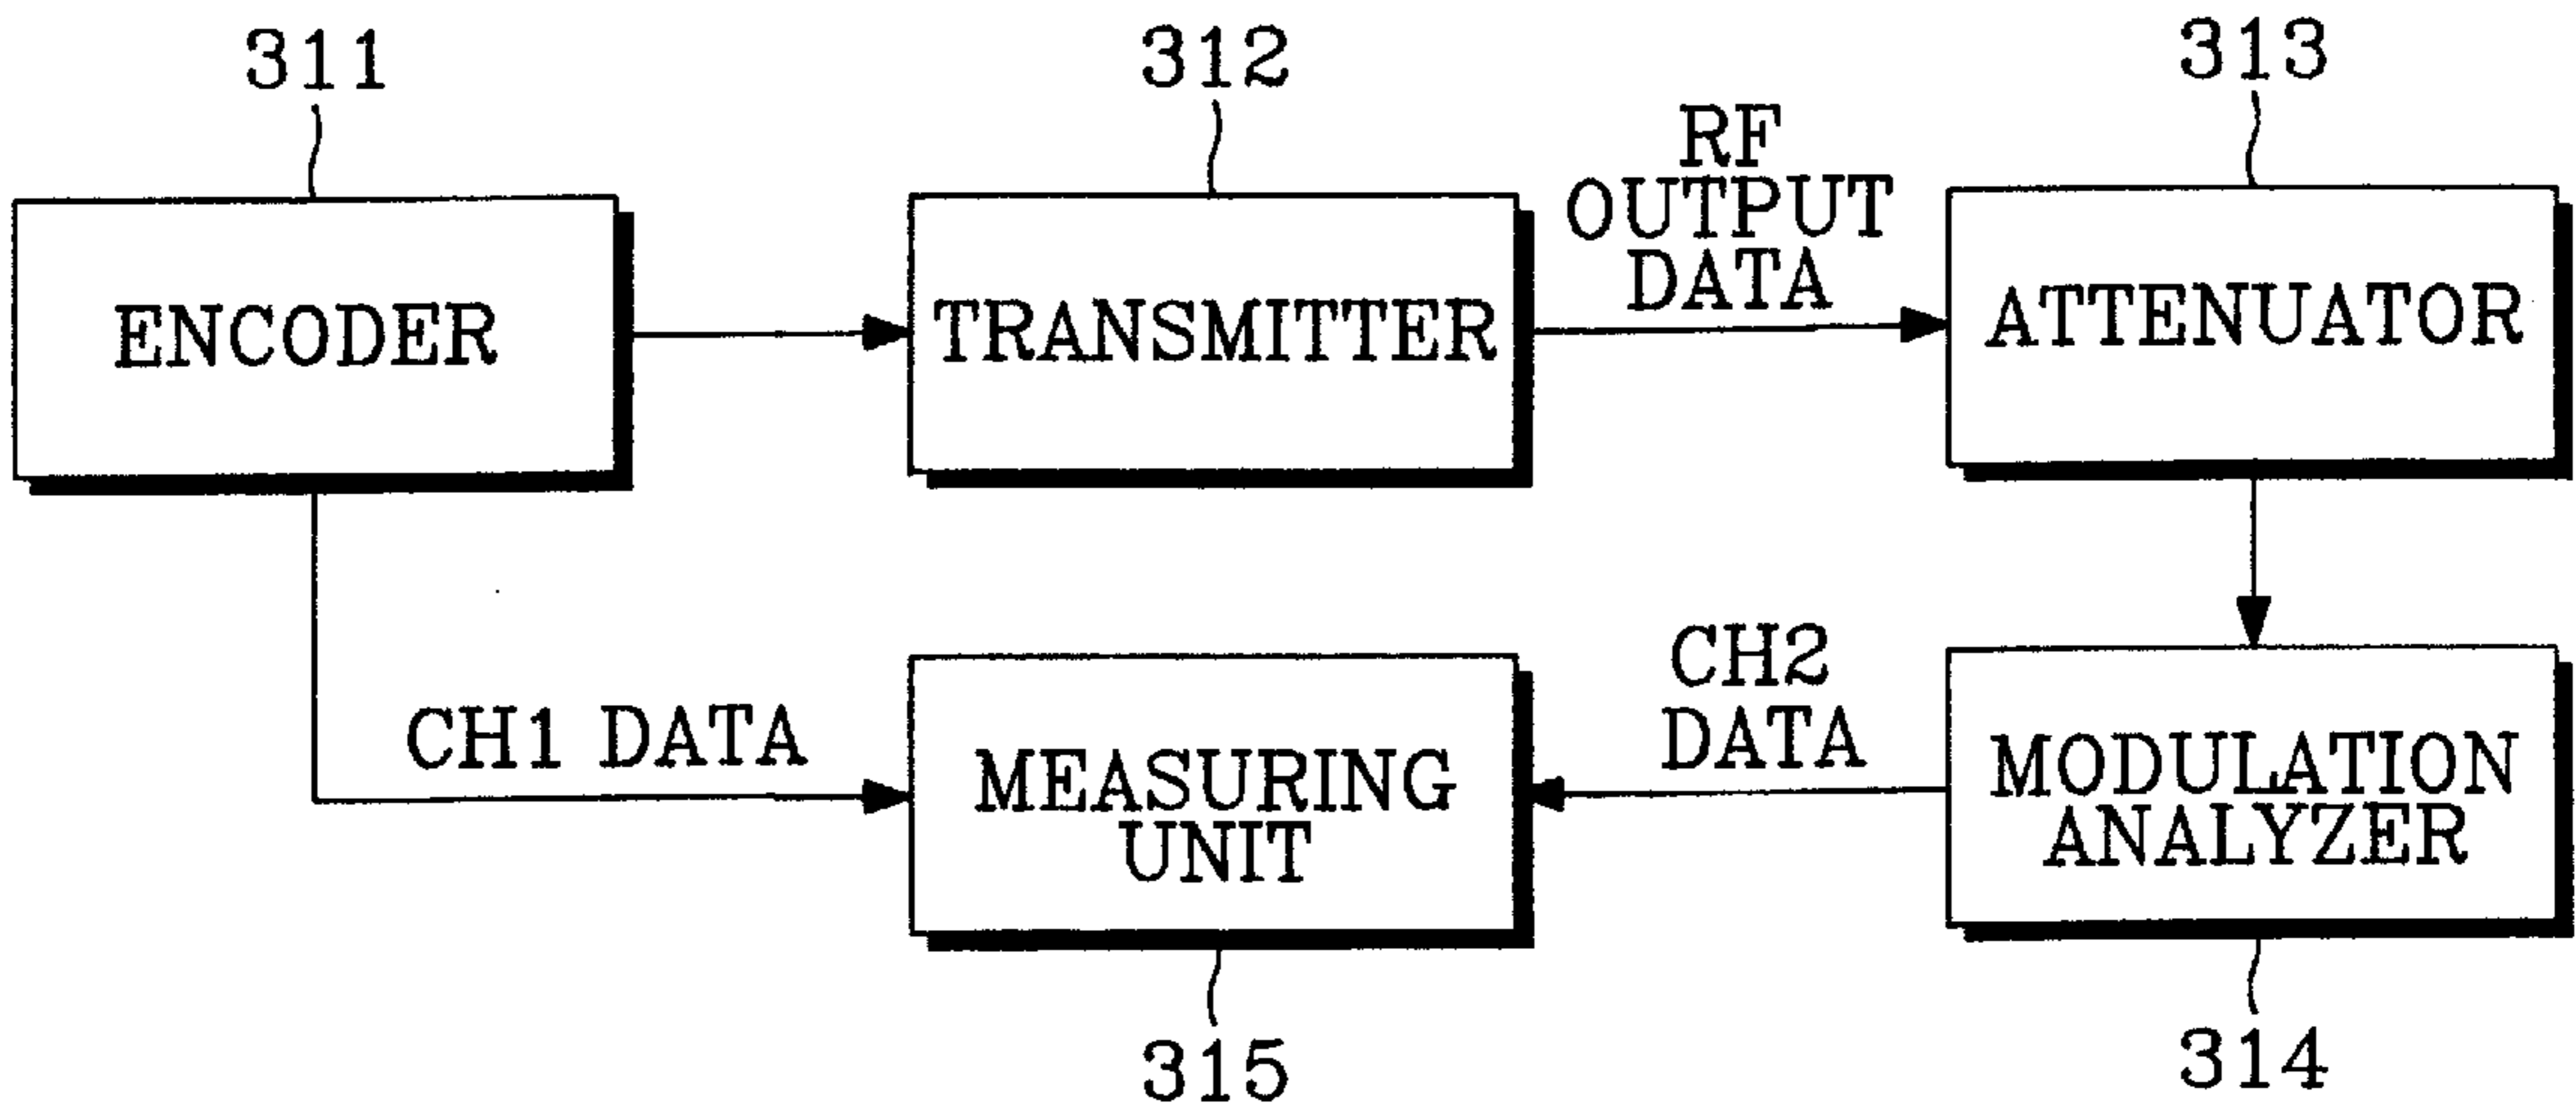 311
312
313
RF
OUTPUT
DATA
ENCODER
TRANSMITTER
ATTENUATOR
CH1 DATA
MEASURING
UNIT
CH2
DATA
MODULATION
ANALYZER
315
314